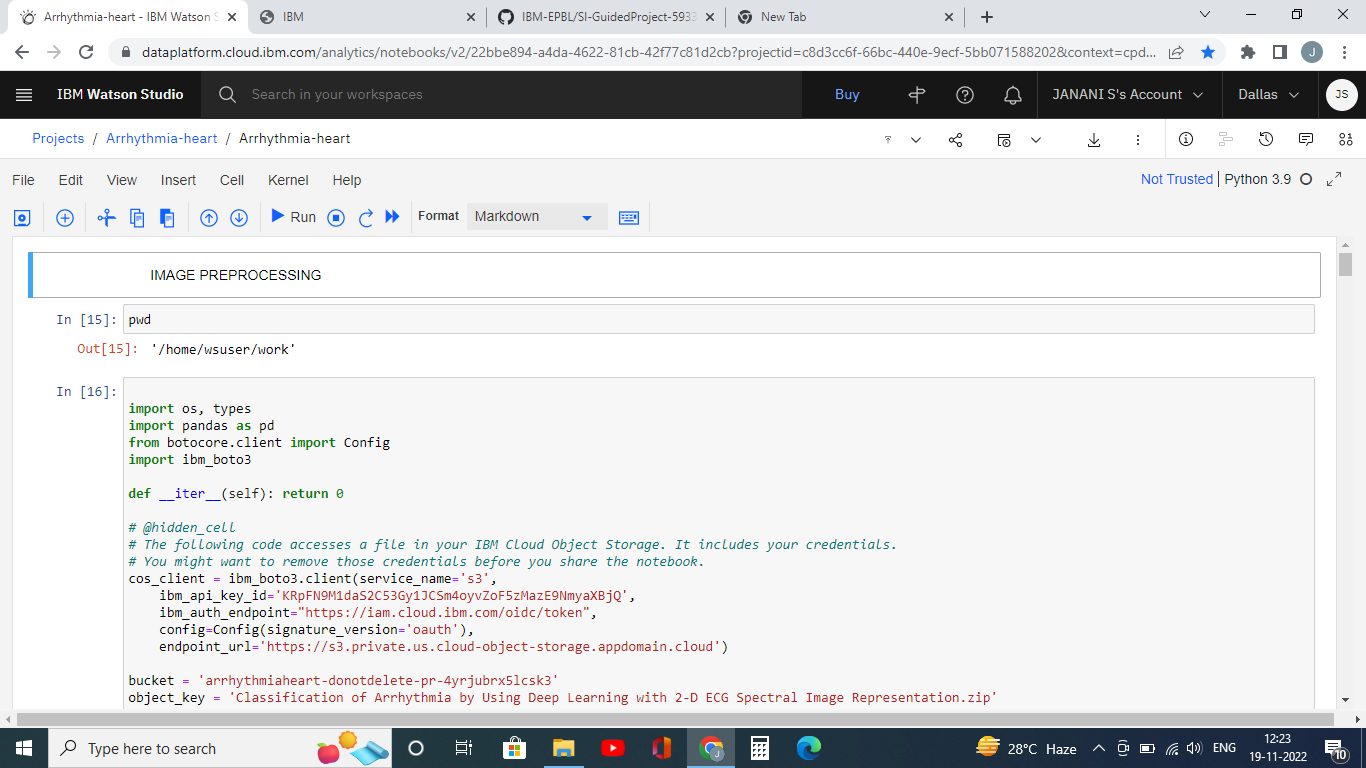 Arrhythmia-heart - IBM Watson S
IBM
IBM-EPBL/SI-GuidedProject-5933
New Tab
dataplatform.cloud.ibm.com/analytics/notebooks/v2/22bbe894-a4da-4622-81cb-42f77c81d2cb?projectid=c8d3cc6f-66bc-440e-9ecf-5bb071588202&context=cpd...
J
IBM Watson Studio
Search in your workspaces
Buy
JANANI S's Account
Dallas
JS
Projects / Arrhythmia-heart / Arrhythmia-heart
File Edit View Insert Cell Kernel Help
Not Trusted | Python 3.9
Run
Format
Markdown
IMAGE PREPROCESSING
In [15]: pwd
Out[15]: '/home/wsuser/work'
In [16]:
import os, types
import pandas as pd
from botocore.client import Config
import ibm_boto3
def __iter__(self): return 0
# @hidden_cell
# The following code accesses a file in your IBM Cloud Object Storage. It includes your credentials.
# You might want to remove those credentials before you share the notebook.
cos_client = ibm_boto3.client(service_name='s3',
ibm_api_key_id='KRpFN9M1daS2C53Gy1JCSm4oyvZoF5zMazE9NmyaXBjQ',
ibm_auth_endpoint="https://iam.cloud.ibm.com/oidc/token",
config=Config(signature_version='oauth'),
endpoint_url='https://s3.private.us.cloud-object-storage.appdomain.cloud')
bucket = 'arrhythmiaheart-donotdelete-pr-4yrjubrx5lcsk3'
object_key = 'Classification of Arrhythmia by Using Deep Learning with 2-D ECG Spectral Image Representation.zip'
Type here to search
28°C Haze
ENG
12:23
19-11-2022
10